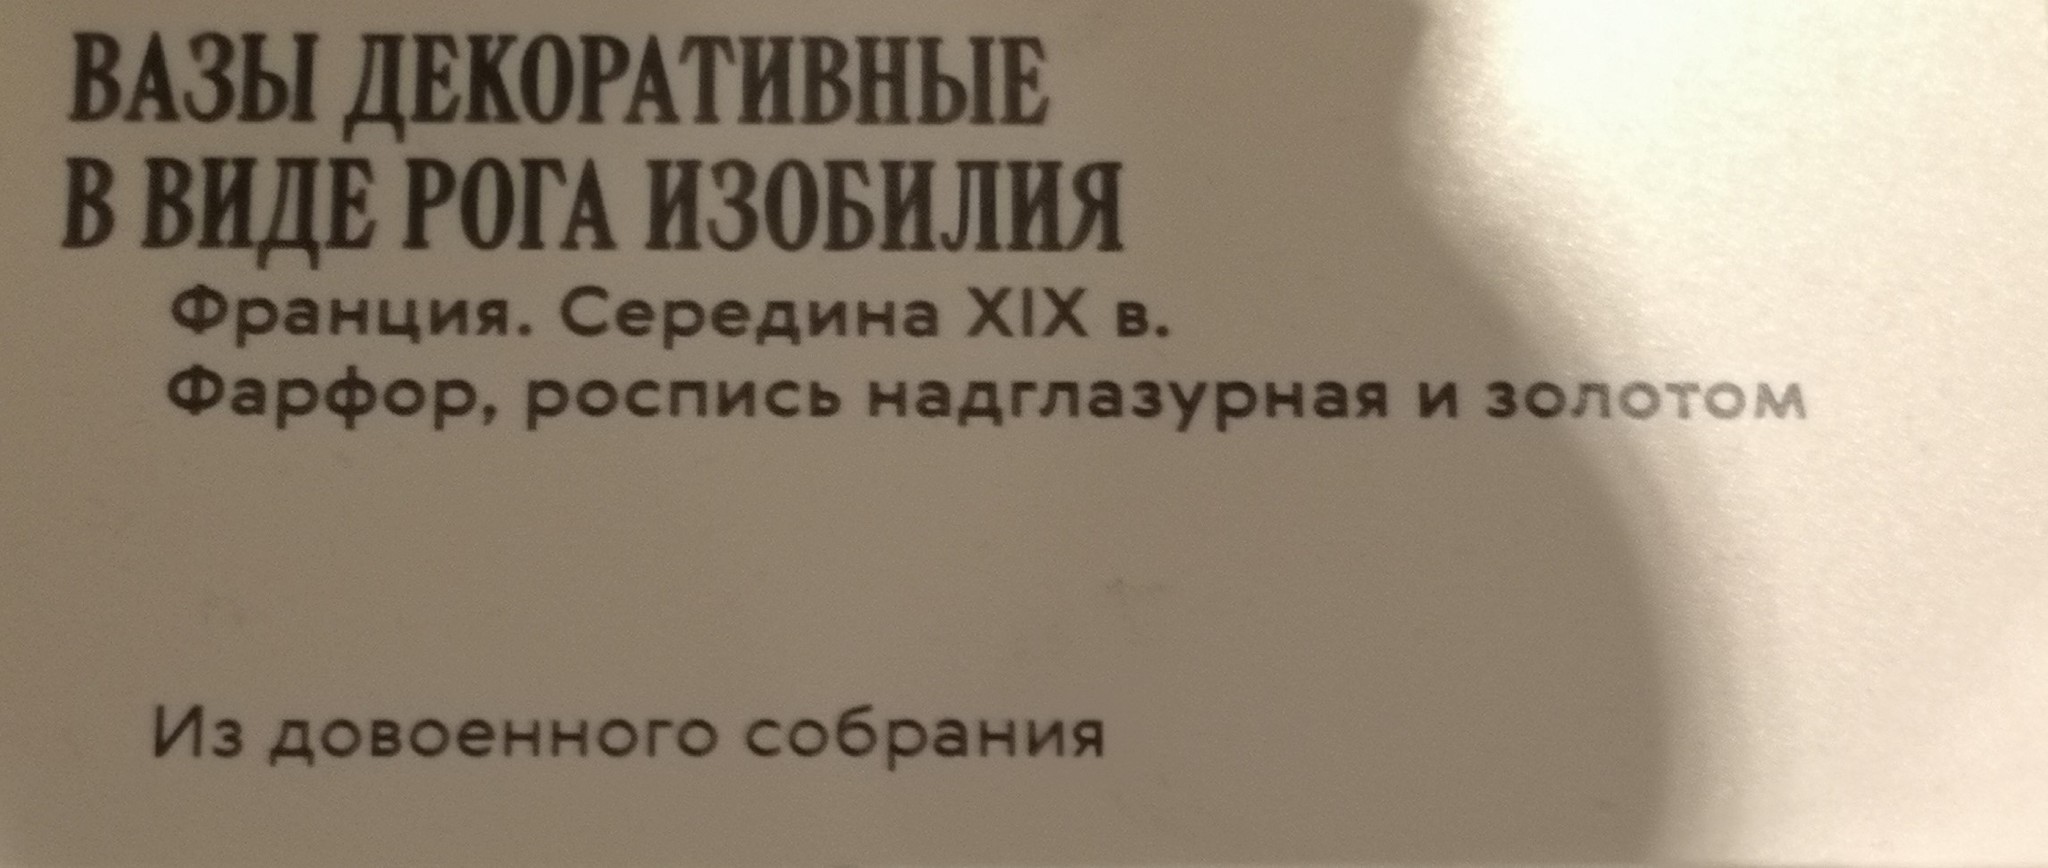 ВАЗЫ ДЕКОРАТИВНЫЕ
В ВИДЕ РОГА ИЗОБИЛИЯ
Франция. Середина XIX в.
Фарфор, роспись надглазурная и золотом
Из довоенного собрания